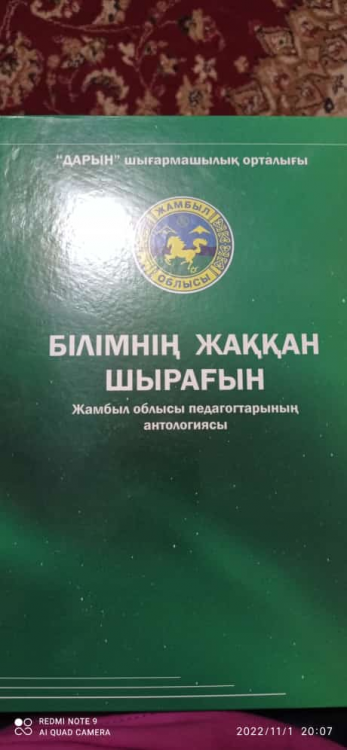 "ДАРЫН" шығармашылық орталығы
ЖАМБЫЛ
ОБЛЫСЫ
БІЛІМНІҢ ЖАҚҚАН
ШЫРАҒЫН
Жамбыл облысы педагогтарының
антологиясы
REDMI NOTE 9
AI QUAD CAMERA
2022/11/1 20:07